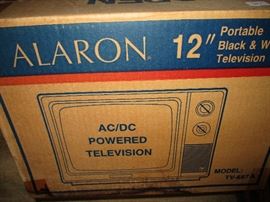 ALARON
12" Portable
Black & W
Television
AC/DC
POWERED
TELEVISION
MODEL: